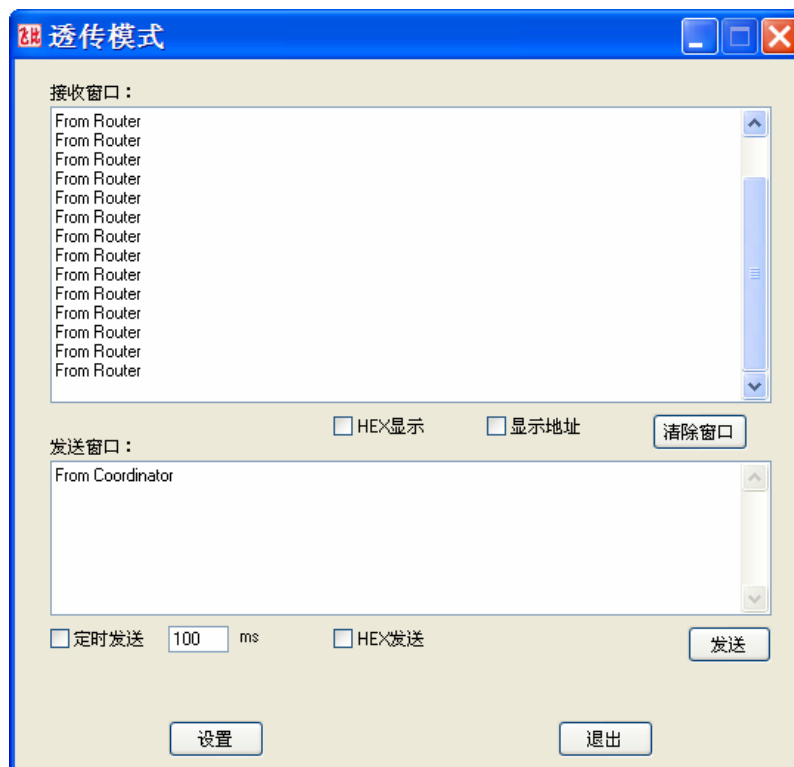 飞比 透传模式
接收窗口：
From Router
From Router
From Router
From Router
From Router
From Router
From Router
From Router
From Router
From Router
From Router
From Router
From Router
From Router
HEX显示 显示地址 清除窗口
发送窗口：
From Coordinator
定时发送 100 ms HEX发送 发送
设置 退出